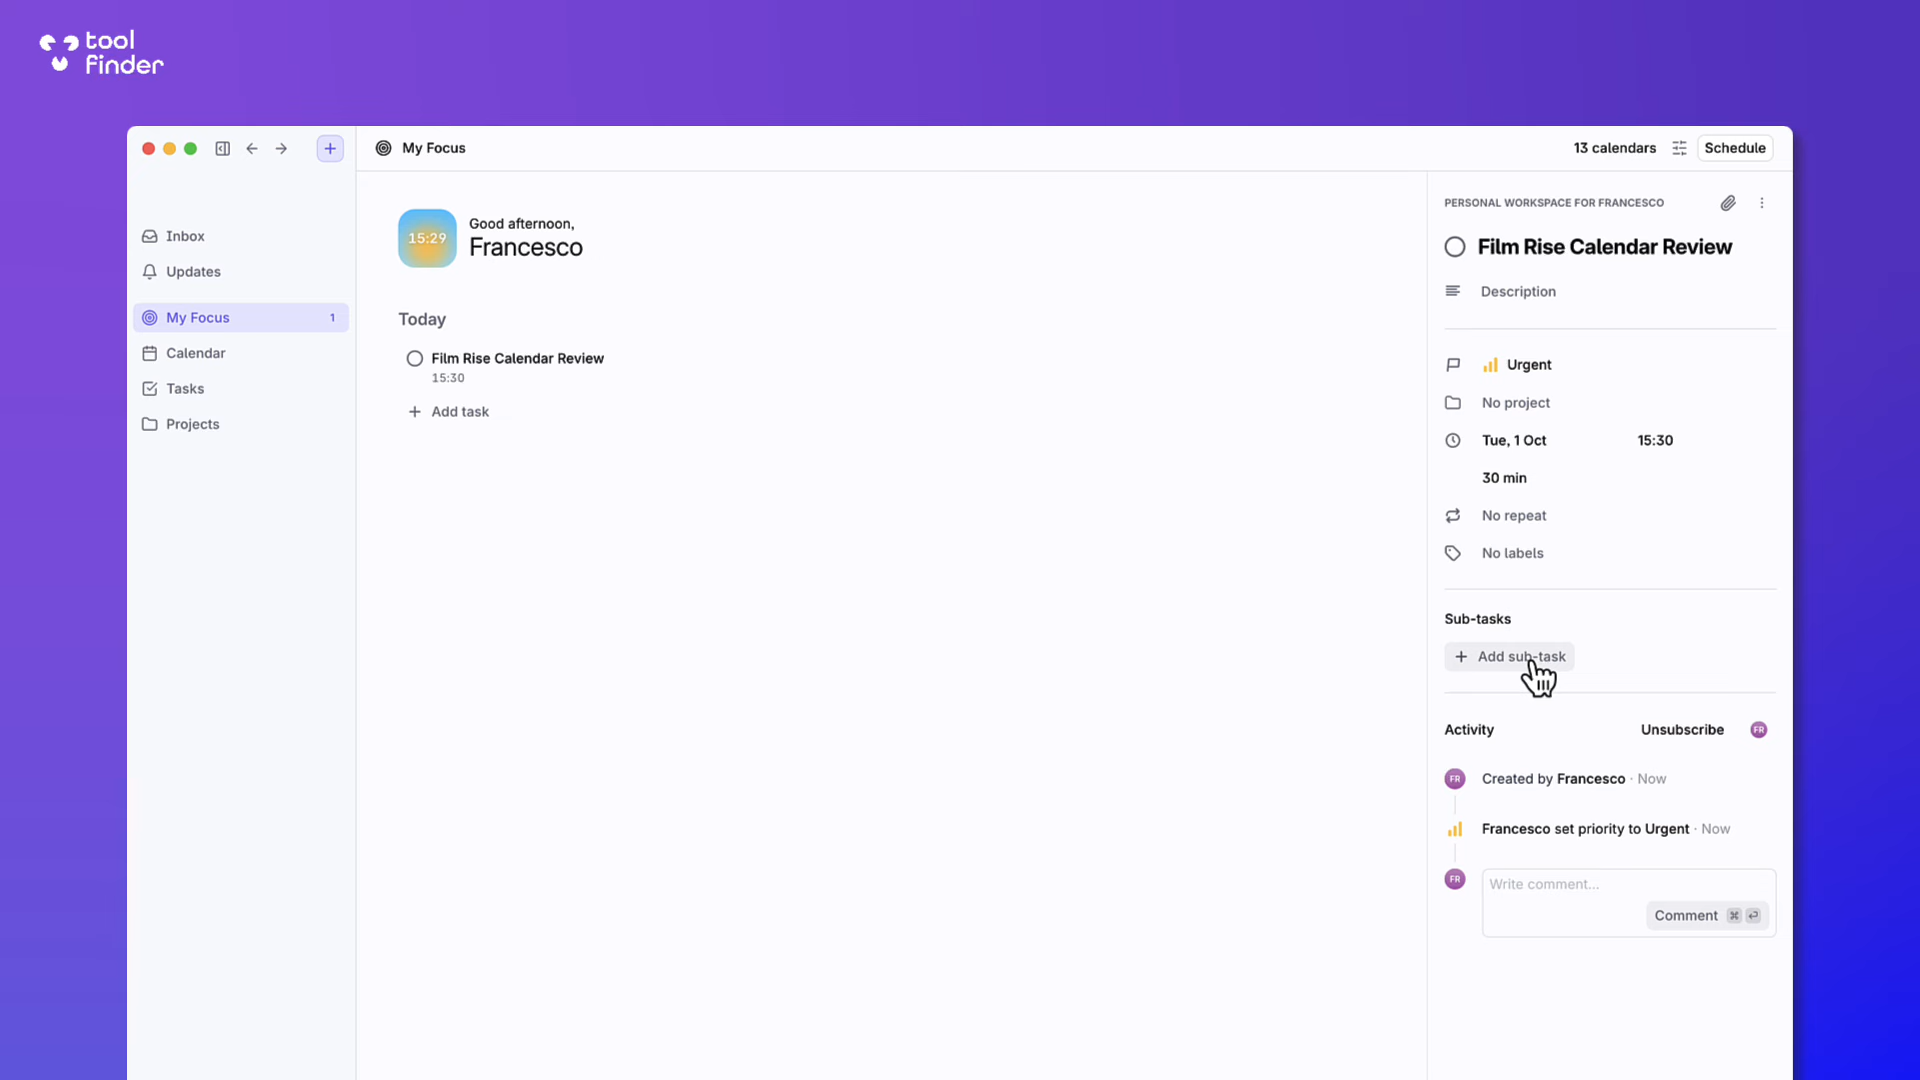 tool
finder
My Focus
13 calendars
Schedule
Inbox
Updates
My Focus 1
Calendar
Tasks
Projects
15:29
Good afternoon,
Francesco
Today
Film Rise Calendar Review
15:30
Add task
PERSONAL WORKSPACE FOR FRANCESCO
Film Rise Calendar Review
Description
Urgent
No project
Tue, 1 Oct 15:30
30 min
No repeat
No labels
Sub-tasks
Add sub-task
Activity Unsubscribe FR
FR Created by Francesco · Now
Francesco set priority to Urgent · Now
FR Write comment...
Comment ⌘ ↵